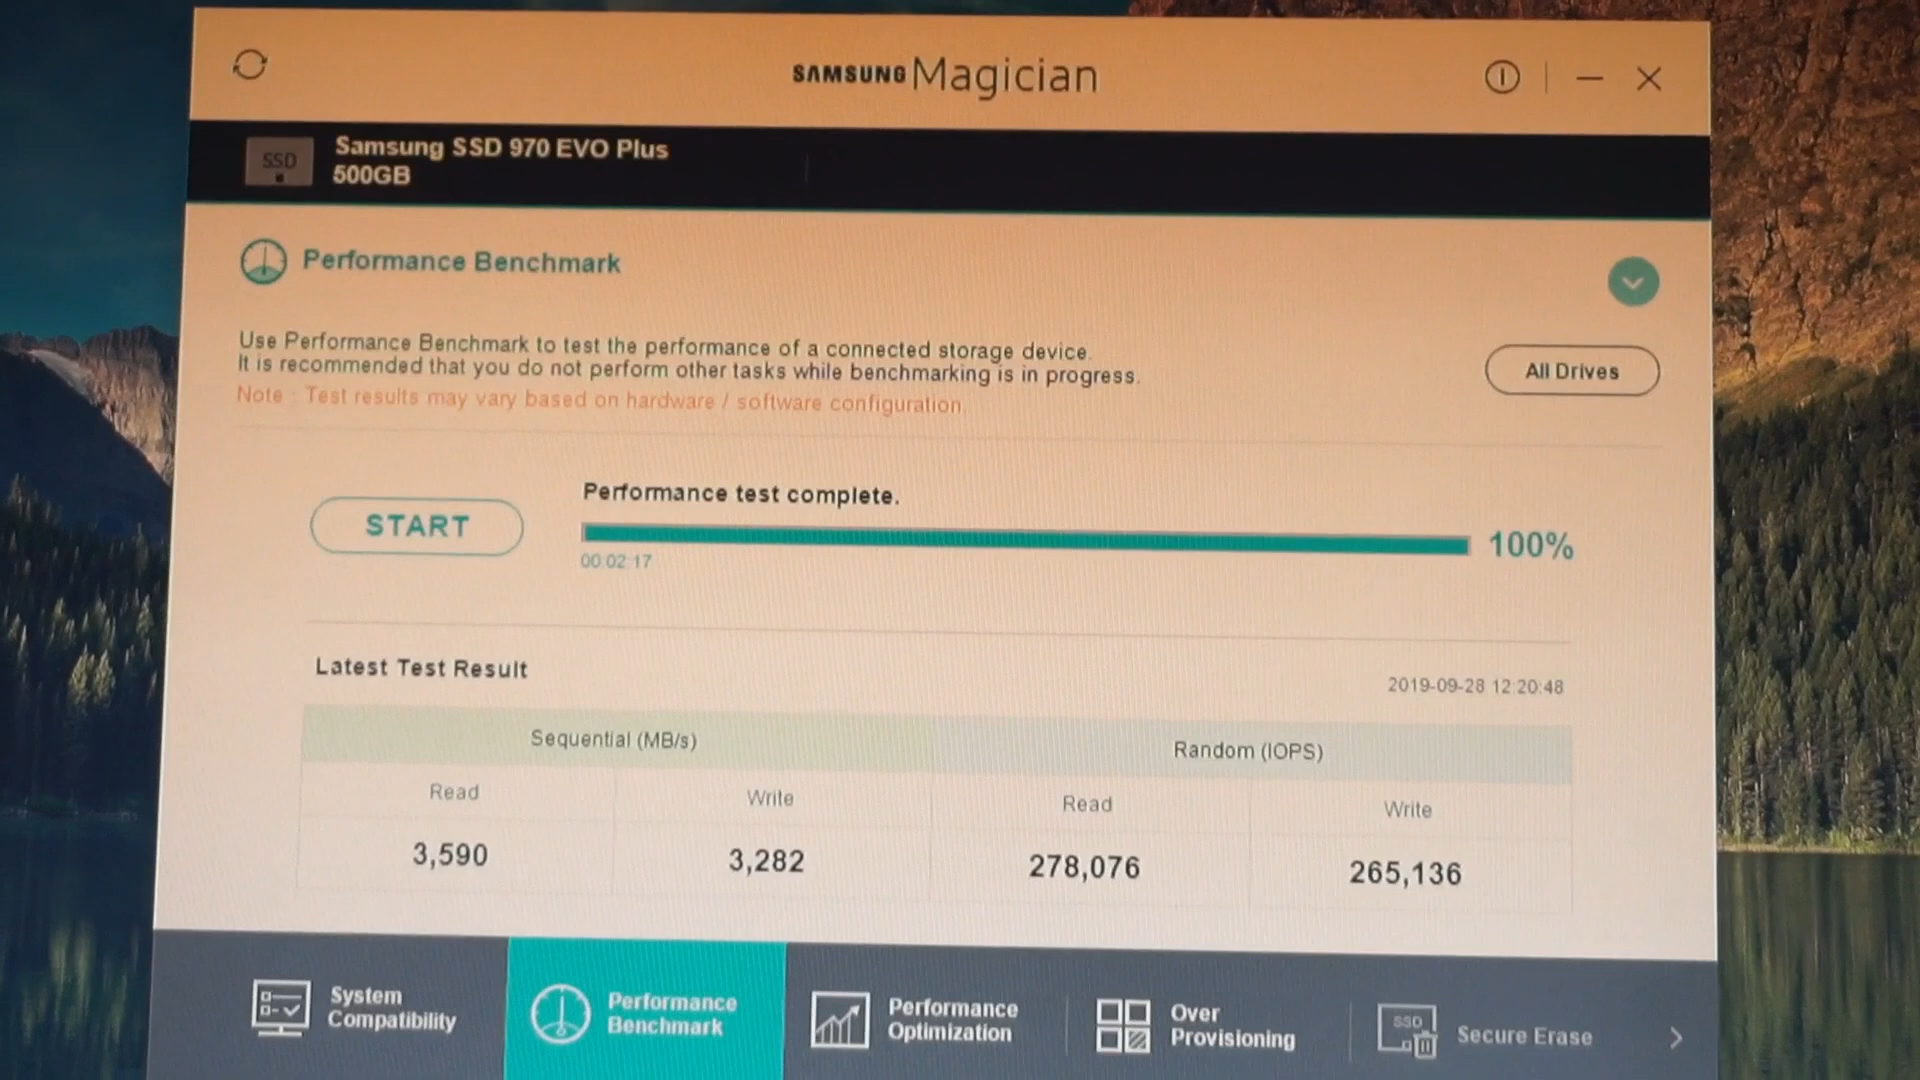 SAMSUNG Magician
SSD
Samsung SSD 970 EVO Plus
500GB
Performance Benchmark
Use Performance Benchmark to test the performance of a connected storage device.
It is recommended that you do not perform other tasks while benchmarking is in progress.
Note : Test results may vary based on hardware / software configuration
All Drives
START
Performance test complete.
100%
00:02:17
Latest Test Result
2019-09-28 12:20:48
Sequential (MB/s)
Random (IOPS)
Read
Write
Read
Write
3,590
3,282
278,076
265,136
System
Compatibility
Performance
Benchmark
Performance
Optimization
Over
Provisioning
SSD
Secure Erase